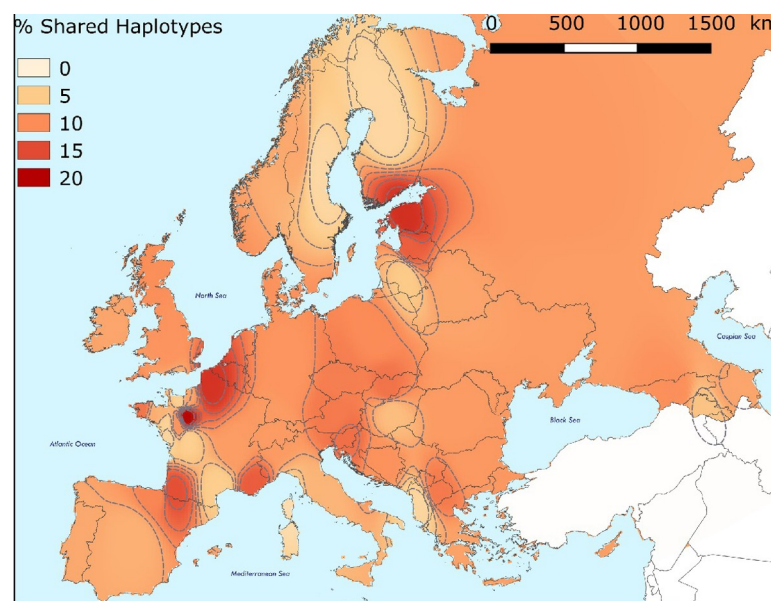 % Shared Haplotypes
0 500 1000 1500 km
0
5
10
15
20
North Sea
Caspian Sea
Atlantic Ocean
Black Sea
Mediterranean Sea